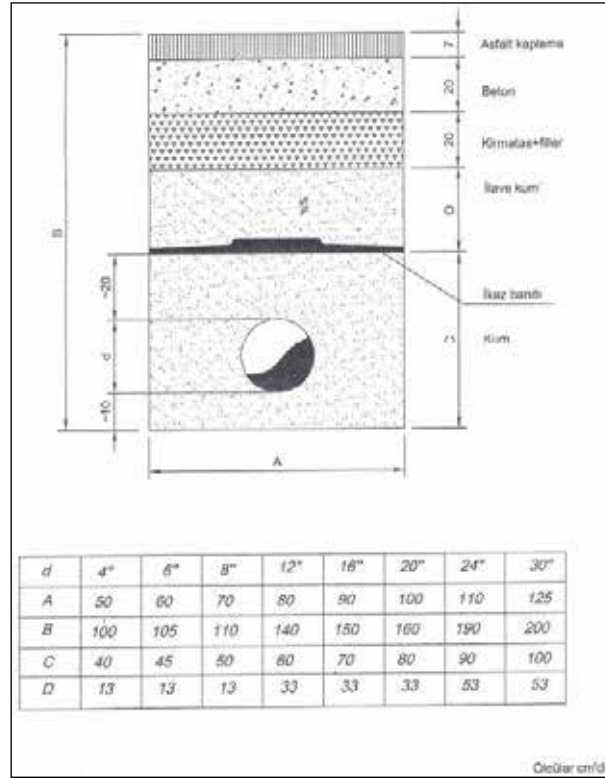 7 Asfalt kaplama
20 Beton
20 Kirmatas+filler
D İlave kum
B
~20
İkaz bandı
d
C Kum
~10
A
d 4" 6" 8" 12" 16" 20" 24" 30"
A 50 60 70 80 90 100 110 125
B 100 105 110 140 150 160 190 200
C 40 45 50 60 70 80 90 100
D 13 13 13 33 33 33 53 53
Ölçüler cm'di